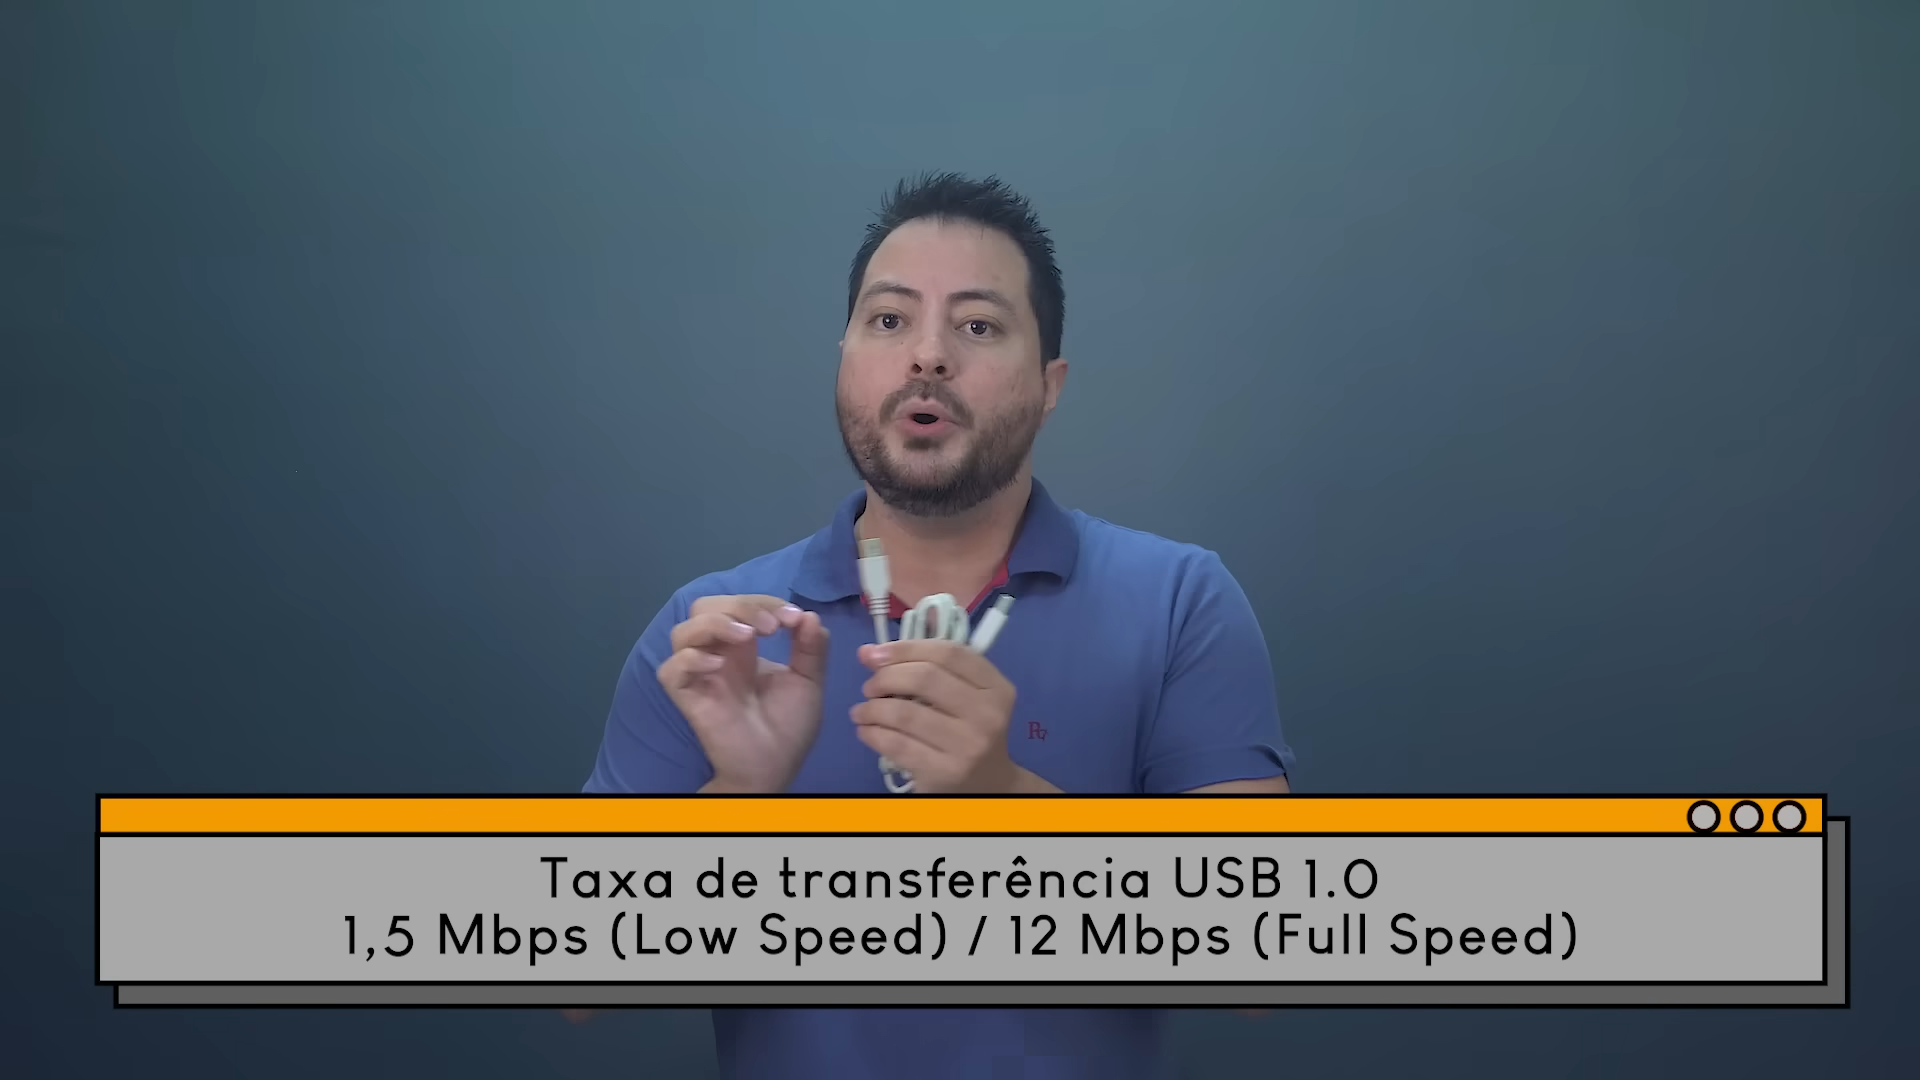 Taxa de transferência USB 1.0
1,5 Mbps (Low Speed) / 12 Mbps (Full Speed)